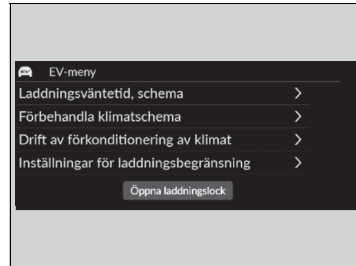 EV-meny
Laddningsväntetid, schema
Förbehandla klimatschema
Drift av förkonditionering av klimat
Inställningar för laddningsbegränsning
Öppna laddningslock